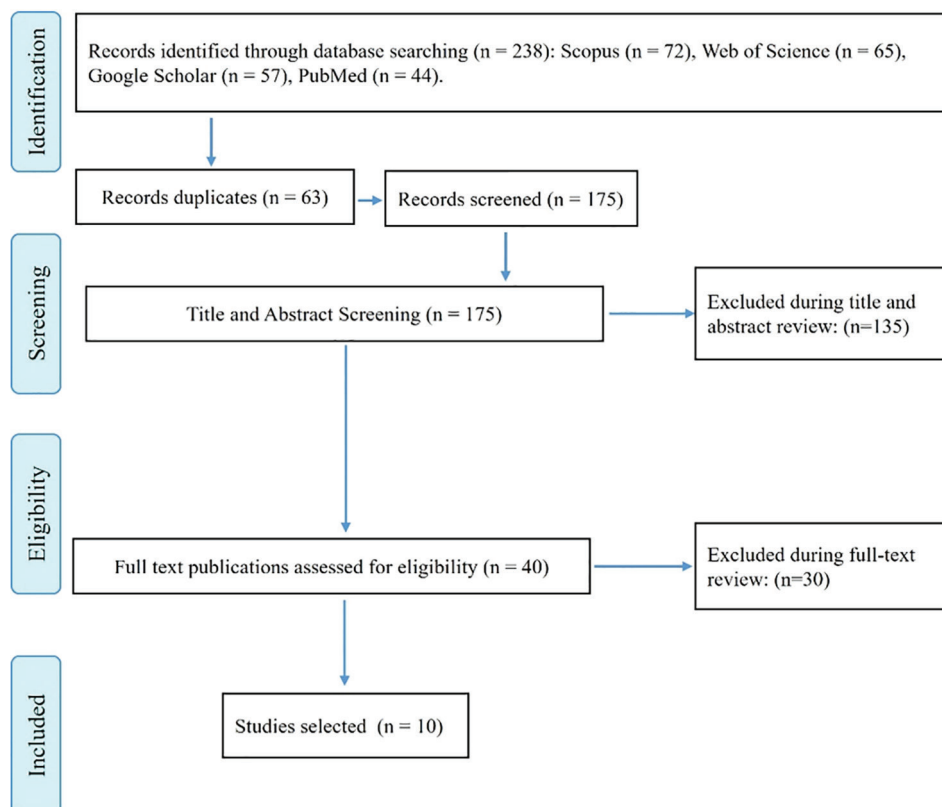 Identification
Records identified through database searching (n = 238): Scopus (n = 72), Web of Science (n = 65),
Google Scholar (n = 57), PubMed (n = 44).
Records duplicates (n = 63)
Records screened (n = 175)
Screening
Title and Abstract Screening (n = 175)
Excluded during title and
abstract review: (n=135)
Eligibility
Full text publications assessed for eligibility (n = 40)
Excluded during full-text
review: (n=30)
Included
Studies selected (n = 10)